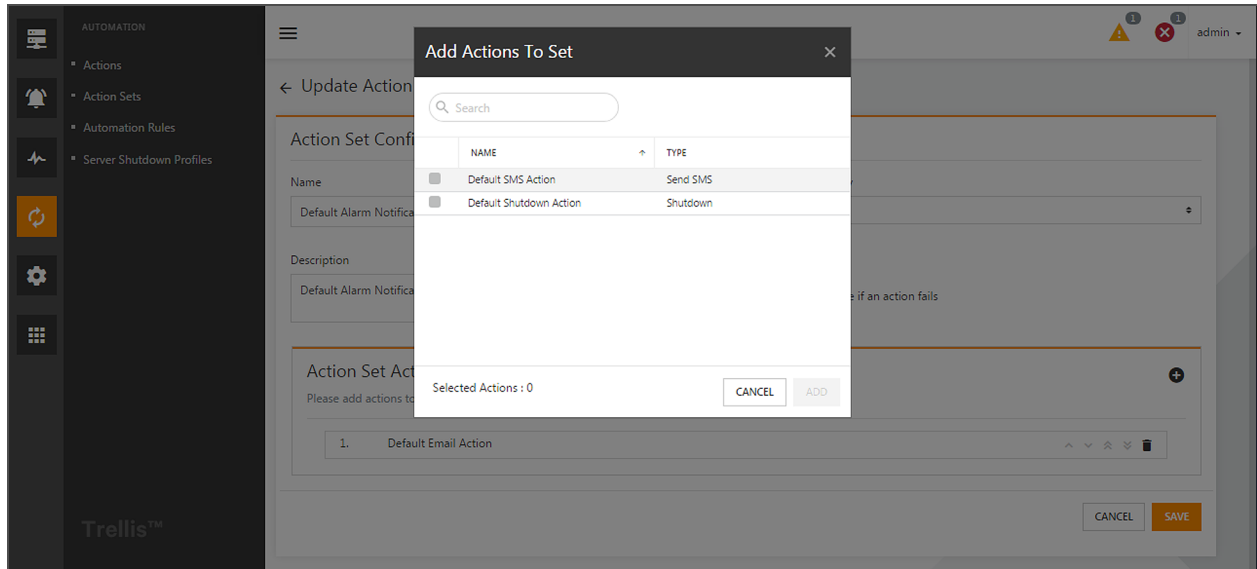 AUTOMATION
Actions
Action Sets
Automation Rules
Server Shutdown Profiles
Trellis™
1
1
admin
Update Action
Action Set Confi
Name
Default Alarm Notifica
Description
Default Alarm Notifica
e if an action fails
Action Set Act
Please add actions to
1. Default Email Action
CANCEL SAVE
Add Actions To Set
Search
NAME TYPE
Default SMS Action Send SMS
Default Shutdown Action Shutdown
Selected Actions : 0
CANCEL ADD